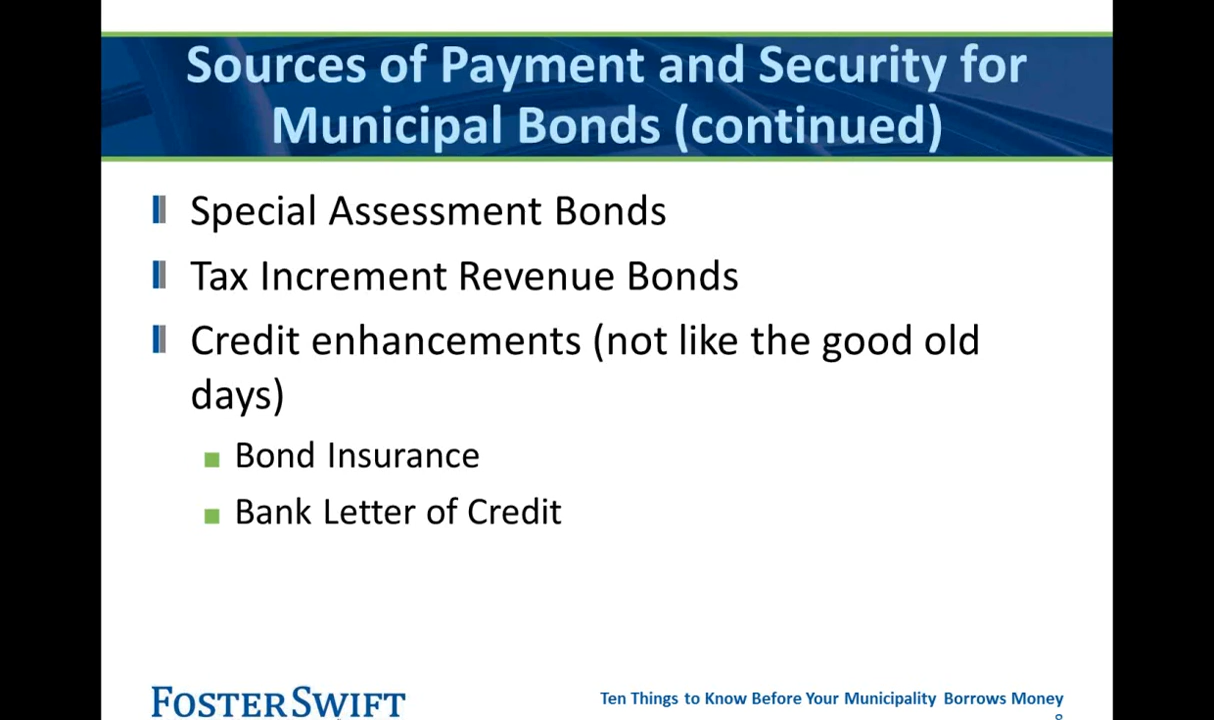 Sources of Payment and Security for
Municipal Bonds (continued)
Special Assessment Bonds
Tax Increment Revenue Bonds
Credit enhancements (not like the good old
days)
Bond Insurance
Bank Letter of Credit
FOSTER SWIFT
Ten Things to Know Before Your Municipality Borrows Money